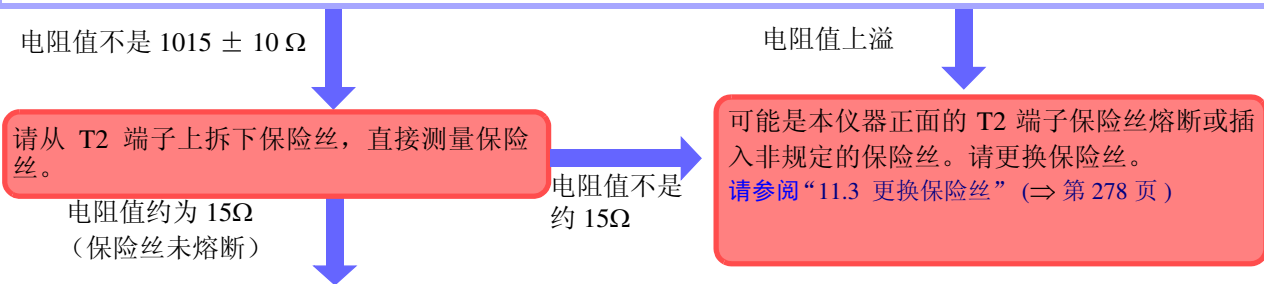 电阻值不是 1015 ± 10 Ω
电阻值上溢
请从 T2 端子上拆下保险丝，直接测量保险
丝。
电阻值不是
约 15Ω
可能是本仪器正面的 T2 端子保险丝熔断或插
入非规定的保险丝。请更换保险丝。
请参阅“11.3 更换保险丝” (⇒ 第 278 页 )
电阻值约为 15Ω
（保险丝未熔断）